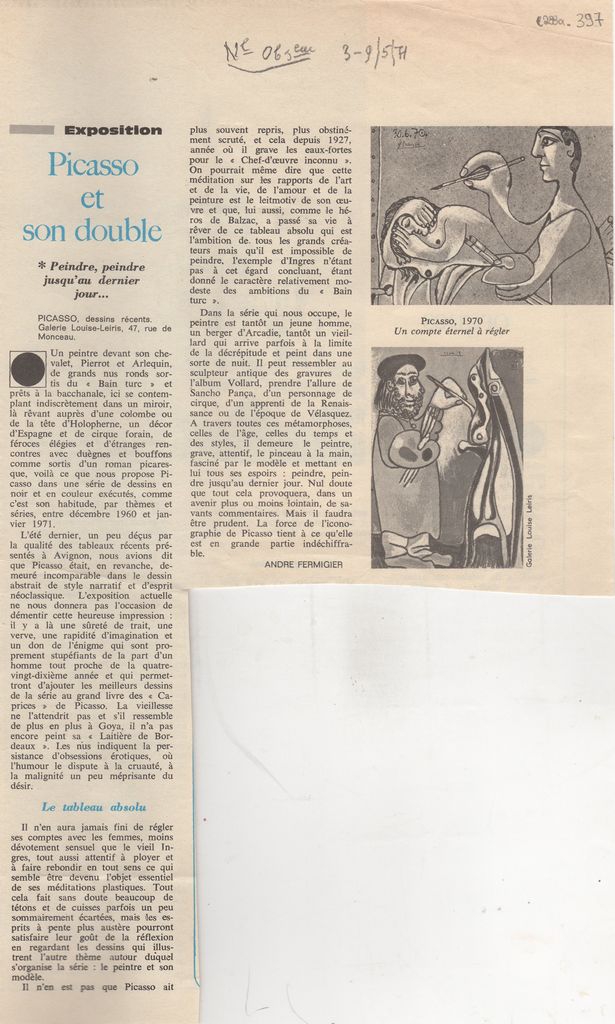 e288a. 397
Nel Obseur 3-9/5/71
Exposition
Picasso
et
son double
* Peindre, peindre
jusqu'au dernier
jour...
PICASSO, dessins récents.
Galerie Louise-Leiris, 47, rue de
Monceau.
Un peintre devant son che-
valet, Pierrot et Arlequin,
de grands nus ronds sor-
tis du « Bain turc » et
prêts à la bacchanale, ici se contem-
plant indiscrètement dans un miroir,
là rêvant auprès d'une colombe ou
de la tête d'Holopherne, un décor
d'Espagne et de cirque forain, de
féroces élégies et d'étranges ren-
contres avec duègnes et bouffons
comme sortis d'un roman picares-
que, voilà ce que nous propose Pi-
casso dans une série de dessins en
noir et en couleur exécutés, comme
c'est son habitude, par thèmes et
séries, entre décembre 1960 et jan-
vier 1971.
L'été dernier, un peu déçus par
la qualité des tableaux récents pré-
sentés à Avignon, nous avions dit
que Picasso était, en revanche, de-
meuré incomparable dans le dessin
abstrait de style narratif et d'esprit
néoclassique. L'exposition actuelle
ne nous donnera pas l'occasion de
démentir cette heureuse impression :
il y a là une sûreté de trait, une
verve, une rapidité d'imagination et
un don de l'énigme qui sont pro-
prement stupéfiants de la part d'un
homme tout proche de la quatre-
vingt-dixième année et qui permet-
tront d'ajouter les meilleurs dessins
de la série au grand livre des « Ca-
prices » de Picasso. La vieillesse
ne l'attendrit pas et s'il ressemble
de plus en plus à Goya, il n'a pas
encore peint sa « Laitière de Bor-
deaux ». Les nus indiquent la per-
sistance d'obsessions érotiques, où
l'humour le dispute à la cruauté, à
la malignité un peu méprisante du
désir.
Le tableau absolu
Il n'en aura jamais fini de régler
ses comptes avec les femmes, moins
dévotement sensuel que le vieil In-
gres, tout aussi attentif à ployer et
à faire rebondir en tout sens ce qui
semble être devenu l'objet essentiel
de ses méditations plastiques. Tout
cela fait sans doute beaucoup de
tétons et de cuisses parfois un peu
sommairement écartées, mais les es-
prits à pente plus austère pourront
satisfaire leur goût de la réflexion
en regardant les dessins qui illus-
trent l'autre thème autour duquel
s'organise la série : le peintre et son
modèle.
Il n'en est pas que Picasso ait
plus souvent repris, plus obstiné-
ment scruté, et cela depuis 1927,
année où il grave les eaux-fortes
pour le « Chef-d'œuvre inconnu ».
On pourrait même dire que cette
méditation sur les rapports de l'art
et de la vie, de l'amour et de la
peinture est le leitmotiv de son œu-
vre et que, lui aussi, comme le hé-
ros de Balzac, a passé sa vie à
rêver de ce tableau absolu qui est
l'ambition de tous les grands créa-
teurs mais qu'il est impossible de
peindre, l'exemple d'Ingres n'étant
pas à cet égard concluant, étant
donné le caractère relativement mo-
deste des ambitions du « Bain
turc ».
Dans la série qui nous occupe, le
peintre est tantôt un jeune homme,
un berger d'Arcadie, tantôt un vieil-
lard qui arrive parfois à la limite
de la décrépitude et peint dans une
sorte de nuit. Il peut ressembler au
sculpteur antique des gravures de
l'album Vollard, prendre l'allure de
Sancho Pança, d'un personnage de
cirque, d'un apprenti de la Renais-
sance ou de l'époque de Vélasquez.
A travers toutes ces métamorphoses,
celles de l'âge, celles du temps et
des styles, il demeure le peintre,
grave, attentif, le pinceau à la main,
fasciné par le modèle et mettant en
lui tous ses espoirs : peindre, pein-
dre jusqu'au dernier jour. Nul doute
que tout cela provoquera, dans un
avenir plus ou moins lointain, de sa-
vants commentaires. Mais il faudra
être prudent. La force de l'icono-
graphie de Picasso tient à ce qu'elle
est en grande partie indéchiffra-
ble.
ANDRE FERMIGIER
30.6.70
PICASSO, 1970
Un compte éternel à régler
Galerie Louise Leiris